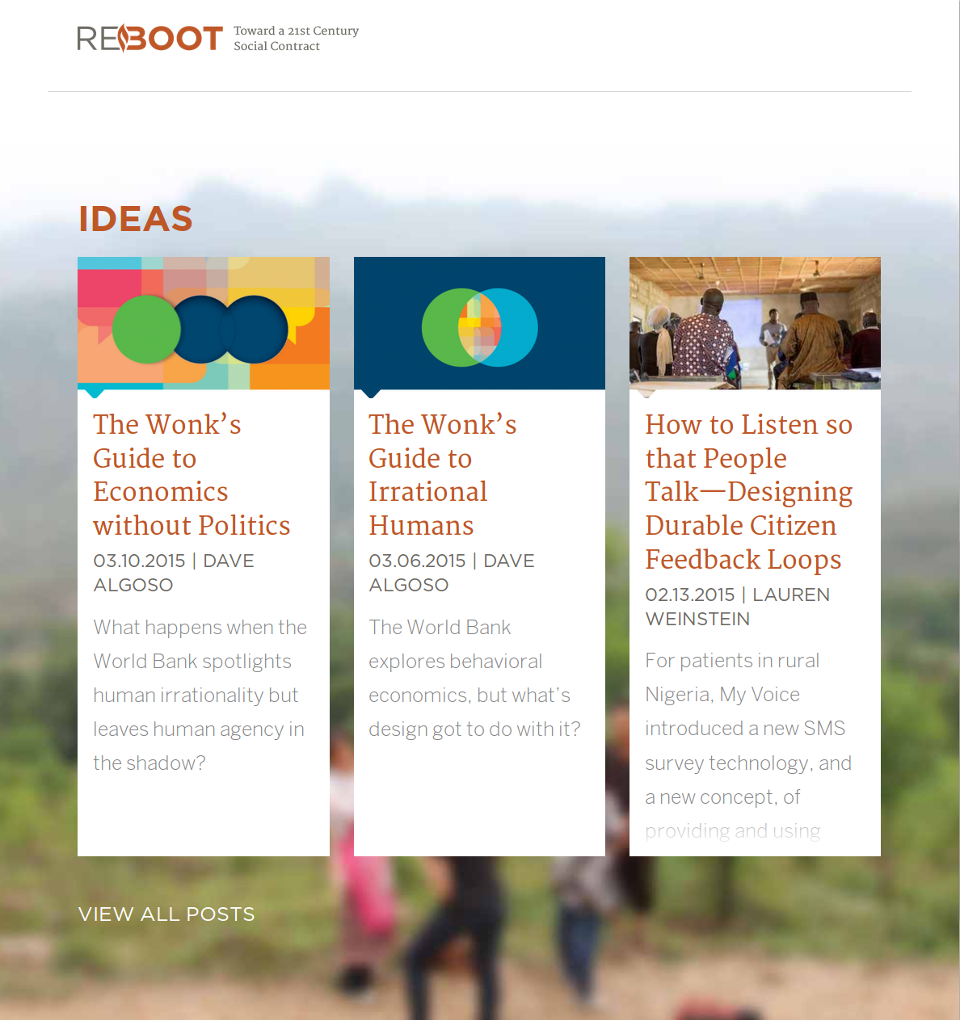 REBOOT
Toward a 21st Century
Social Contract
IDEAS
The Wonk’s
Guide to
Economics
without Politics
03.10.2015 | DAVE
ALGOSO
What happens when the
World Bank spotlights
human irrationality but
leaves human agency in
the shadow?
The Wonk’s
Guide to
Irrational
Humans
03.06.2015 | DAVE
ALGOSO
The World Bank
explores behavioral
economics, but what's
design got to do with it?
How to Listen so
that People
Talk—Designing
Durable Citizen
Feedback Loops
02.13.2015 | LAUREN
WEINSTEIN
For patients in rural
Nigeria, My Voice
introduced a new SMS
survey technology, and
a new concept, of
providing and using
VIEW ALL POSTS